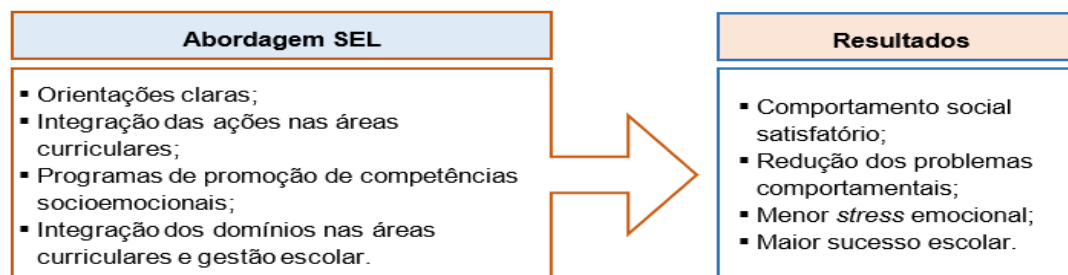 Abordagem SEL
▪ Orientações claras;
▪ Integração das ações nas áreas
curriculares;
▪ Programas de promoção de competências
socioemocionais;
▪ Integração dos domínios nas áreas
curriculares e gestão escolar.
Resultados
▪ Comportamento social
satisfatório;
▪ Redução dos problemas
comportamentais;
▪ Menor stress emocional;
▪ Maior sucesso escolar.